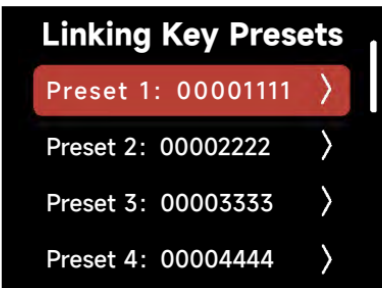 Linking Key Presets
Preset 1: 00001111
Preset 2: 00002222
Preset 3: 00003333
Preset 4: 00004444